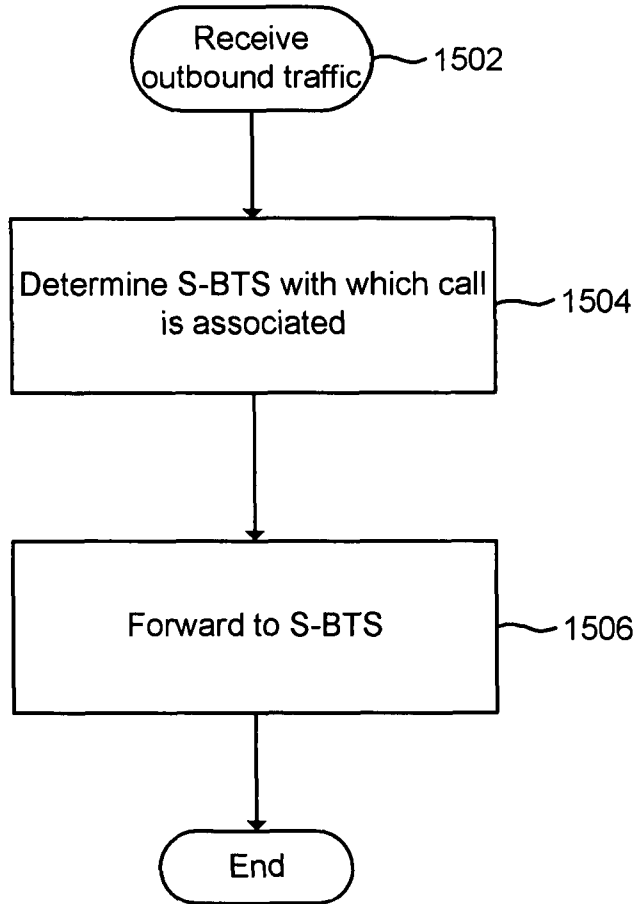 Receive
outbound traffic
1502
Determine S-BTS with which call
is associated
1504
Forward to S-BTS
1506
End